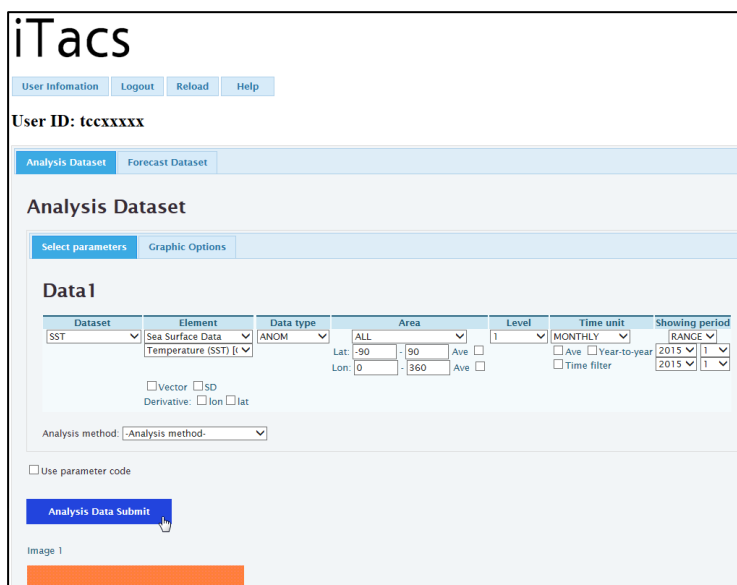 iTacs
User Infomation Logout Reload Help
User ID: tccxxxxx
Analysis Dataset Forecast Dataset
Analysis Dataset
Select parameters Graphic Options
Data1
Dataset Element Data type Area Level Time unit Showing period
SST Sea Surface Data ANOM ALL 1 MONTHLY RANGE
Temperature (SST) [ Lat: -90 - 90 Ave Ave Year-to-year 2015 1
Lon: 0 - 360 Ave Time filter 2015 1
Vector SD
Derivative: lon lat
Analysis method: -Analysis method-
Use parameter code
Analysis Data Submit
Image 1